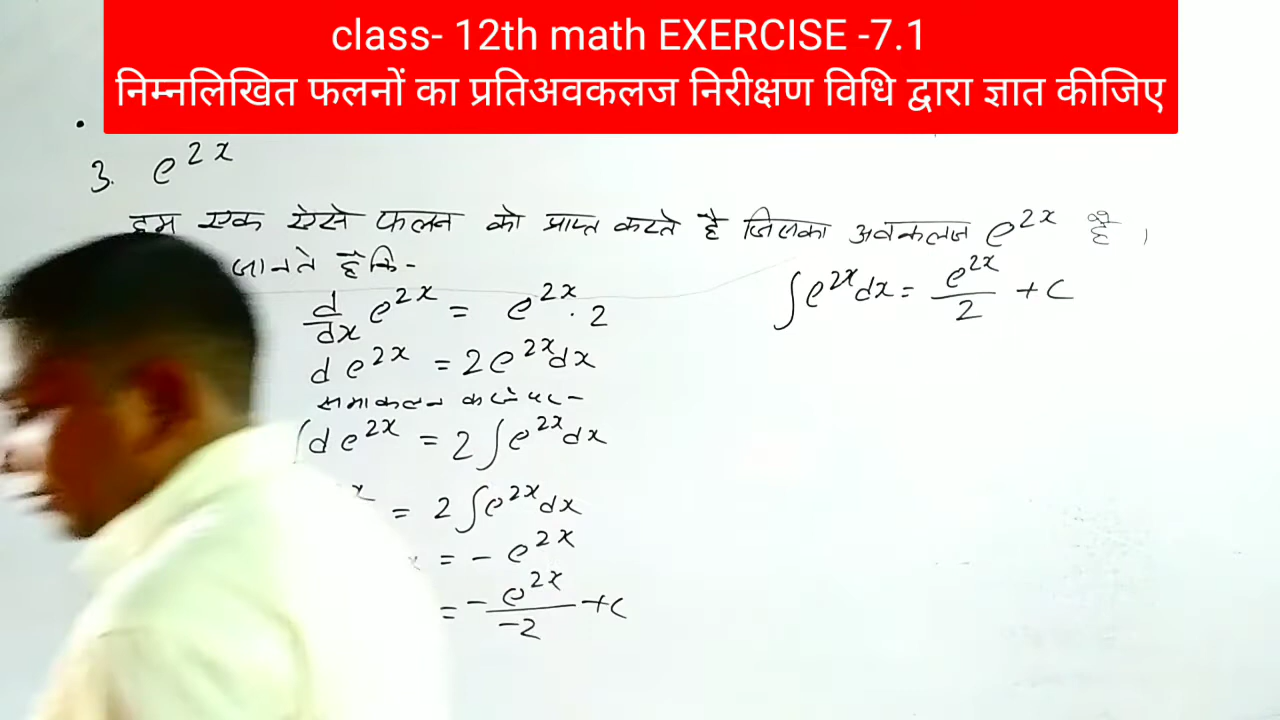 class- 12th math EXERCISE -7.1
निम्नलिखित फलनों का प्रतिअवकलज निरीक्षण विधि द्वारा ज्ञात कीजिए
3. e^{2x}
हम एक ऐसे फलन को प्राप्त करते है जिसका अवकलज e^{2x} है ।
जानते है कि-
d/dx e^{2x} = e^{2x} . 2
d e^{2x} = 2e^{2x}dx
समाकलन करने पर-
∫d e^{2x} = 2 ∫e^{2x}dx
x = 2 ∫e^{2x}dx
x = - e^{2x}
= - e^{2x}/-2 + c
∫e^{2x}dx = e^{2x}/2 + c